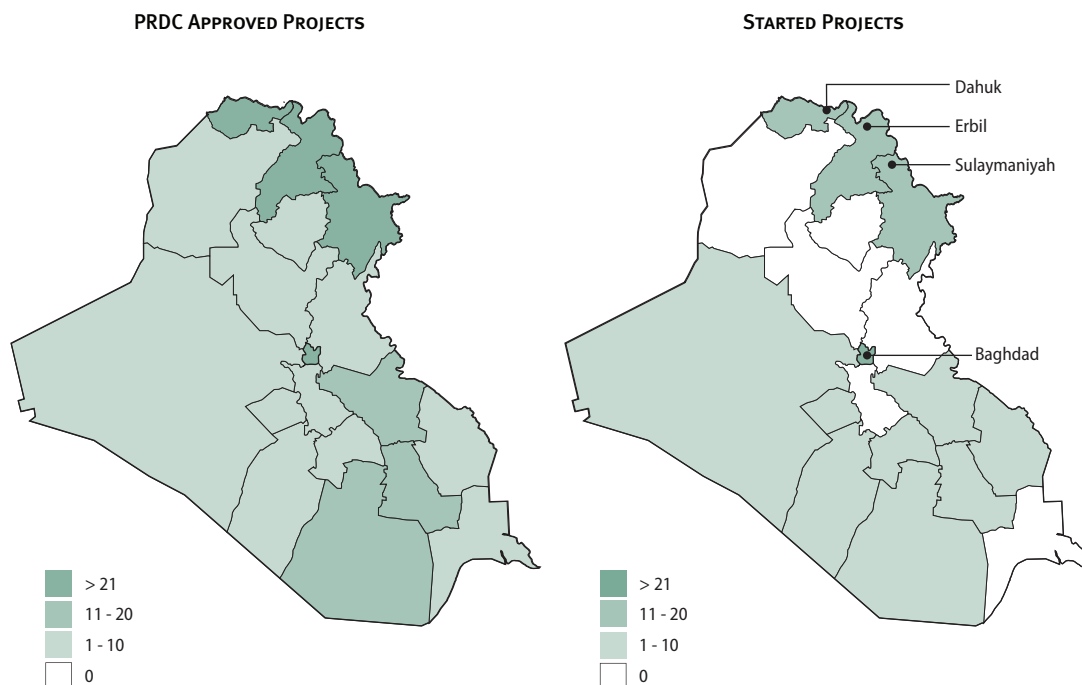 PRDC APPROVED PROJECTS
> 21
11 - 20
1 - 10
0
STARTED PROJECTS
Dahuk
Erbil
Sulaymaniyah
Baghdad
> 21
11 - 20
1 - 10
0